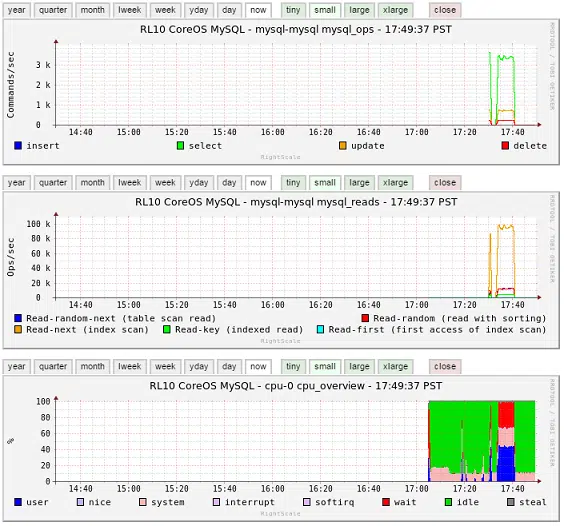 year quarter month lweek week yday day now tiny small large xlarge close
RL10 CoreOS MySQL - mysql-mysql mysql_ops - 17:49:37 PST
RRDTOOL / TOBI OETIKER
Commands/sec
3 k
2 k
1 k
0
14:40 15:00 15:20 15:40 16:00 16:20 16:40 17:00 17:20 17:40
insert select update delete
RightScale
year quarter month lweek week yday day now tiny small large xlarge close
RL10 CoreOS MySQL - mysql-mysql mysql_reads - 17:49:37 PST
RRDTOOL / TOBI OETIKER
Ops/sec
100 k
80 k
60 k
40 k
20 k
0
14:40 15:00 15:20 15:40 16:00 16:20 16:40 17:00 17:20 17:40
Read-random-next (table scan read) Read-random (read with sorting)
Read-next (index scan) Read-key (indexed read) Read-first (first access of index scan)
RightScale
year quarter month lweek week yday day now tiny small large xlarge close
RL10 CoreOS MySQL - cpu-0 cpu_overview - 17:49:37 PST
RRDTOOL / TOBI OETIKER
%
100
80
60
40
20
0
14:40 15:00 15:20 15:40 16:00 16:20 16:40 17:00 17:20 17:40
user nice system interrupt softirq wait idle steal
RightScale